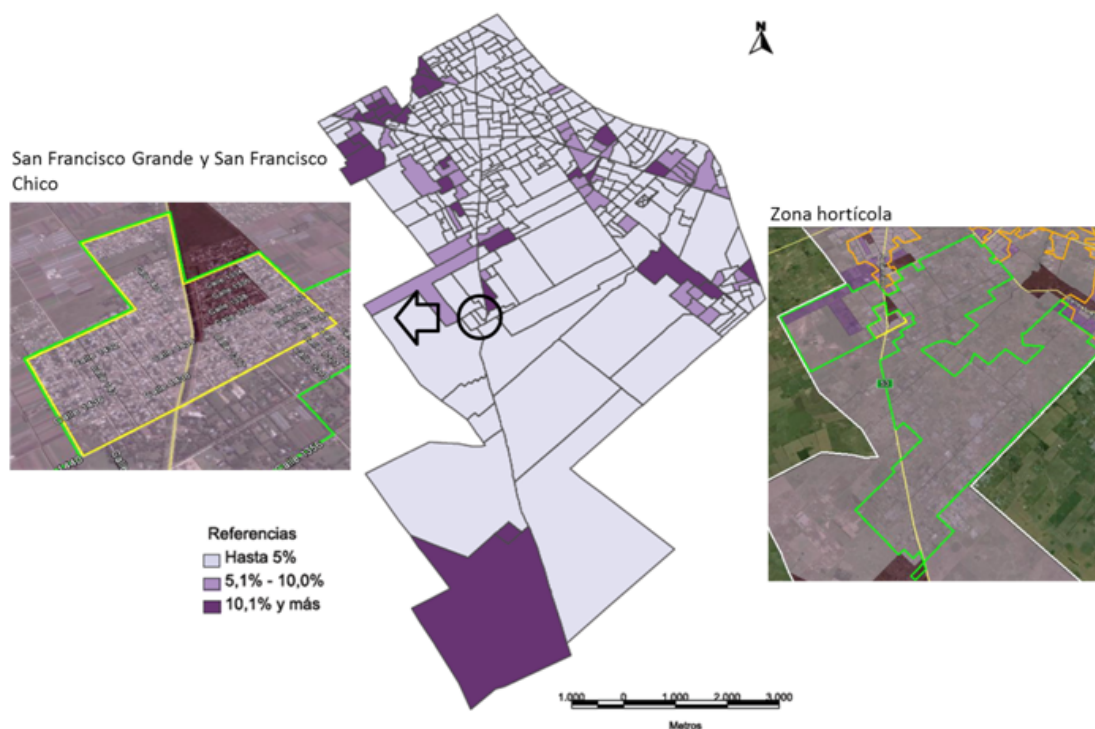 N
San Francisco Grande y San Francisco
Chico
Zona hortícola
53
Referencias
Hasta 5%
5,1% - 10,0%
10,1% y más
1.000 0 1.000 2.000 3.000
Metros